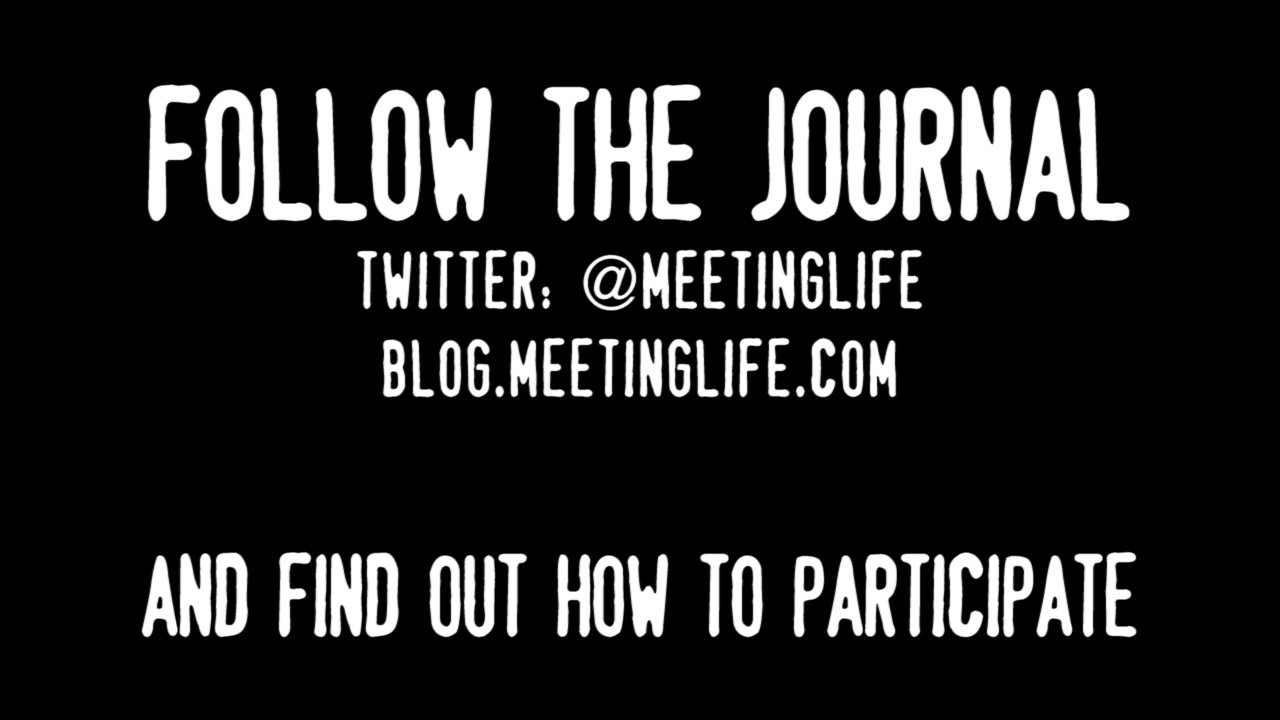 FOLLOW THE JOURNAL
TWITTER: @MEETINGLIFE
BLOG.MEETINGLIFE.COM
AND FIND OUT HOW TO PARTICIPATE